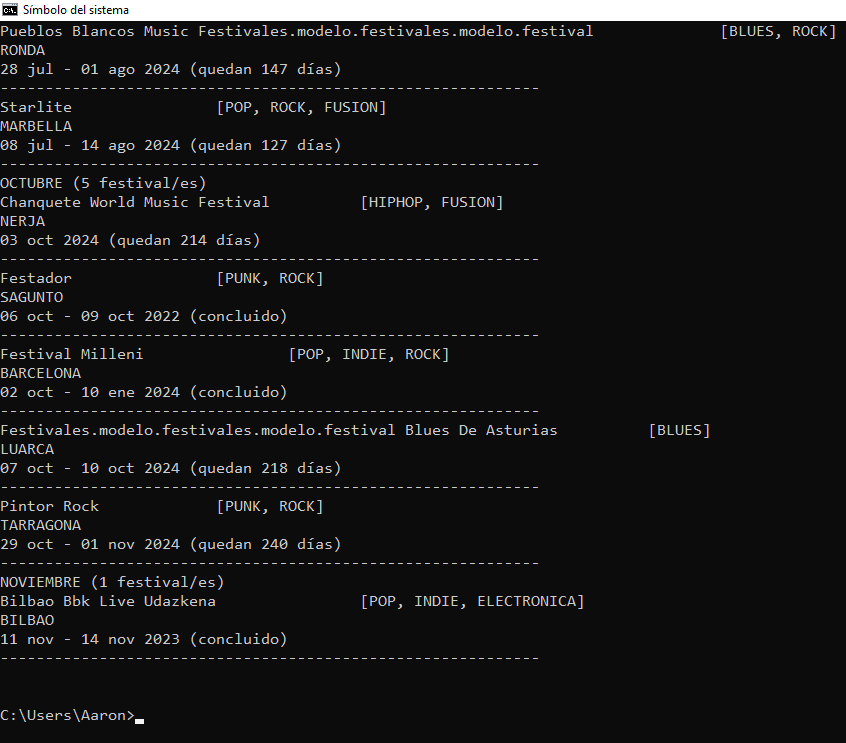 Símbolo del sistema
Pueblos Blancos Music Festivales.modelo.festivales.modelo.festival [BLUES, ROCK]
RONDA
28 jul - 01 ago 2024 (quedan 147 días)
------------------------------------------------------------
Starlite [POP, ROCK, FUSION]
MARBELLA
08 jul - 14 ago 2024 (quedan 127 días)
------------------------------------------------------------
OCTUBRE (5 festival/es)
Chanquete World Music Festival [HIPHOP, FUSION]
NERJA
03 oct 2024 (quedan 214 días)
------------------------------------------------------------
Festador [PUNK, ROCK]
SAGUNTO
06 oct - 09 oct 2022 (concluido)
------------------------------------------------------------
Festival Milleni [POP, INDIE, ROCK]
BARCELONA
02 oct - 10 ene 2024 (concluido)
------------------------------------------------------------
Festivales.modelo.festivales.modelo.festival Blues De Asturias [BLUES]
LUARCA
07 oct - 10 oct 2024 (quedan 218 días)
------------------------------------------------------------
Pintor Rock [PUNK, ROCK]
TARRAGONA
29 oct - 01 nov 2024 (quedan 240 días)
------------------------------------------------------------
NOVIEMBRE (1 festival/es)
Bilbao Bbk Live Udazkena [POP, INDIE, ELECTRONICA]
BILBAO
11 nov - 14 nov 2023 (concluido)
------------------------------------------------------------
C:\Users\Aaron>